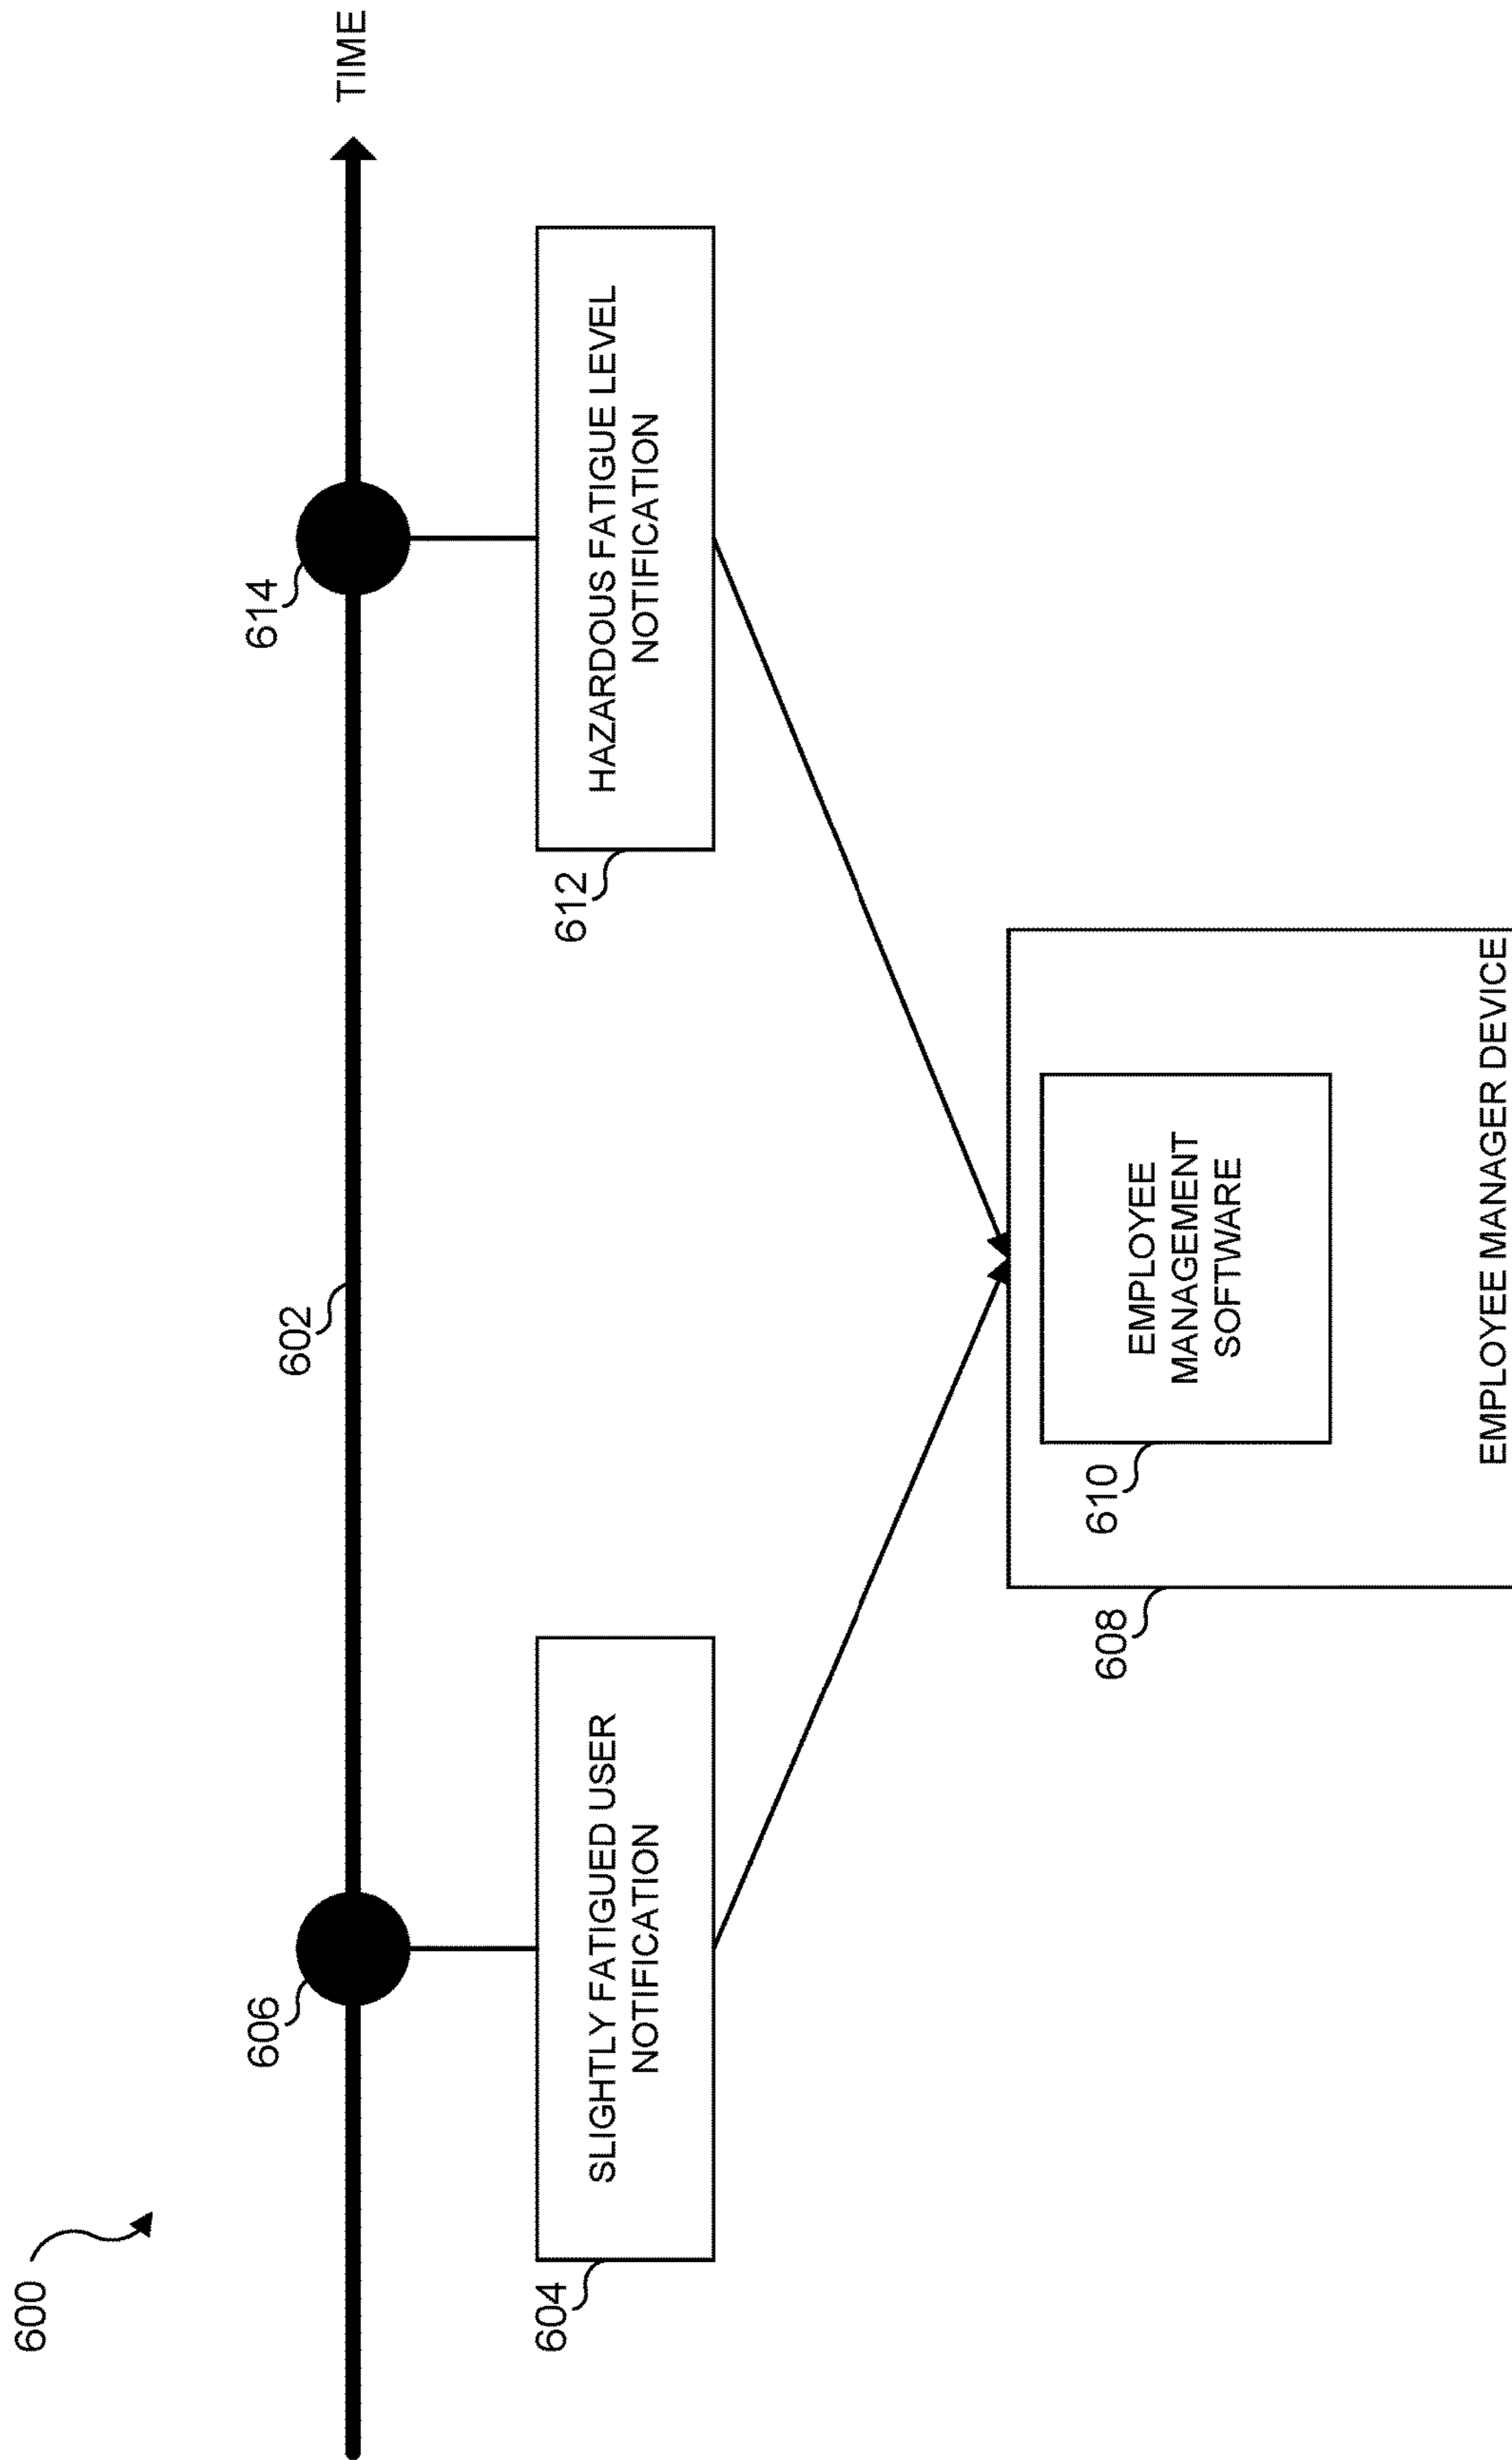 600
602
TIME
606
614
604
SLIGHTLY FATIGUED USER
NOTIFICATION
612
HAZARDOUS FATIGUE LEVEL
NOTIFICATION
608
610
EMPLOYEE
MANAGEMENT
SOFTWARE
EMPLOYEE MANAGER DEVICE